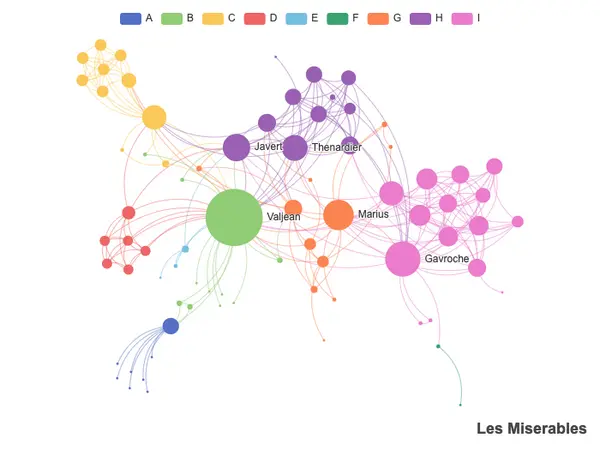 A B C D E F G H I
Javert Thenardier
Valjean Marius
Gavroche
Les Miserables